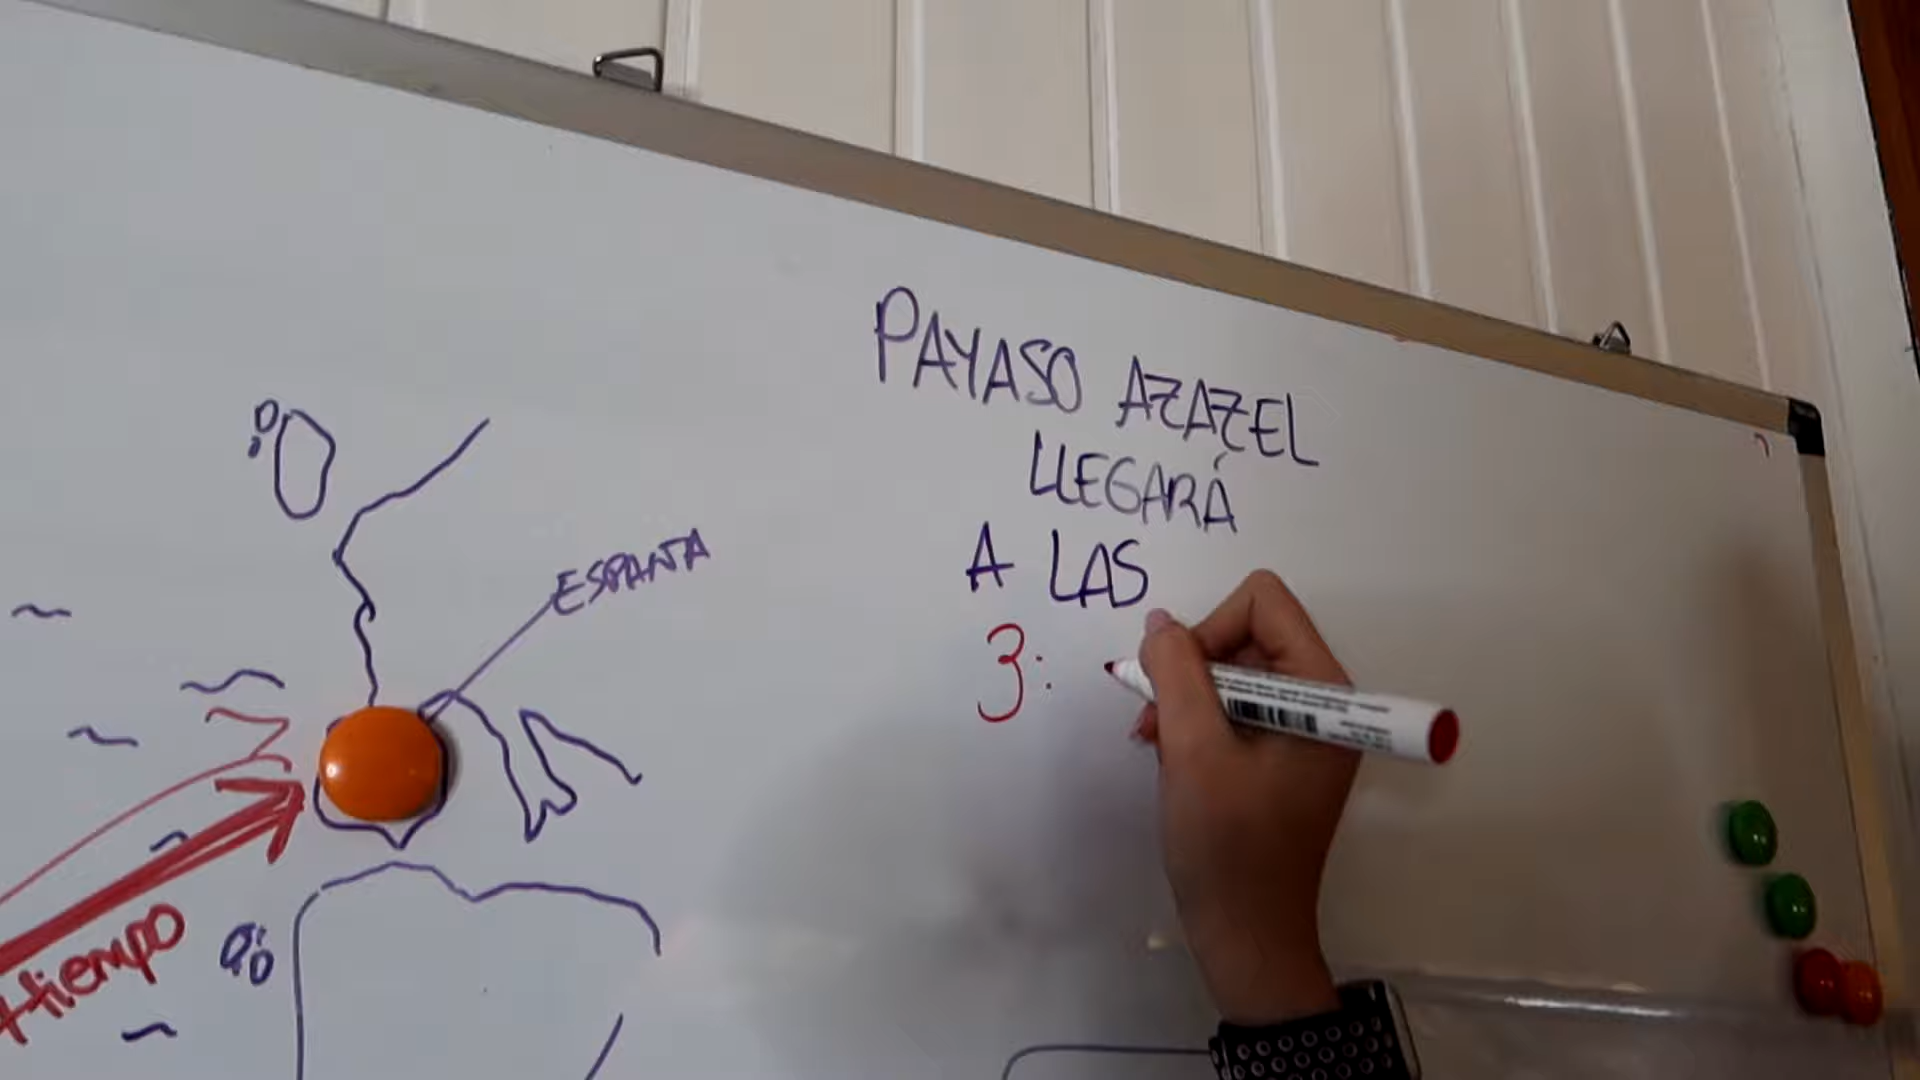 PAYASO AZAZEL
LLEGARÁ
A LAS
3:
ESPAÑA
+tiempo